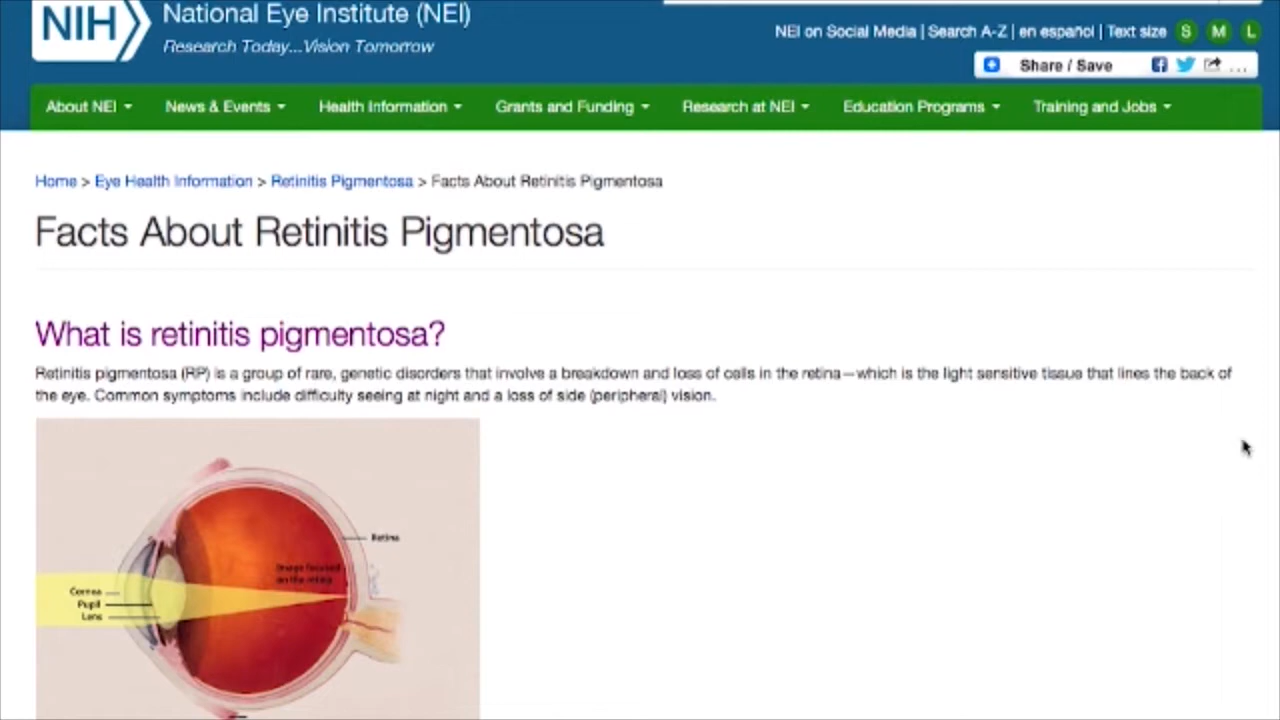 NIH
National Eye Institute (NEI)
Research Today...Vision Tomorrow
NEI on Social Media | Search A-Z | en español | Text size S M L
Share / Save ...
About NEI News & Events Health Information Grants and Funding Research at NEI Education Programs Training and Jobs
Home > Eye Health Information > Retinitis Pigmentosa > Facts About Retinitis Pigmentosa
Facts About Retinitis Pigmentosa
What is retinitis pigmentosa?
Retinitis pigmentosa (RP) is a group of rare, genetic disorders that involve a breakdown and loss of cells in the retina—which is the light sensitive tissue that lines the back of
the eye. Common symptoms include difficulty seeing at night and a loss of side (peripheral) vision.
Retina
Image focused
on the retina
Cornea
Pupil
Lens